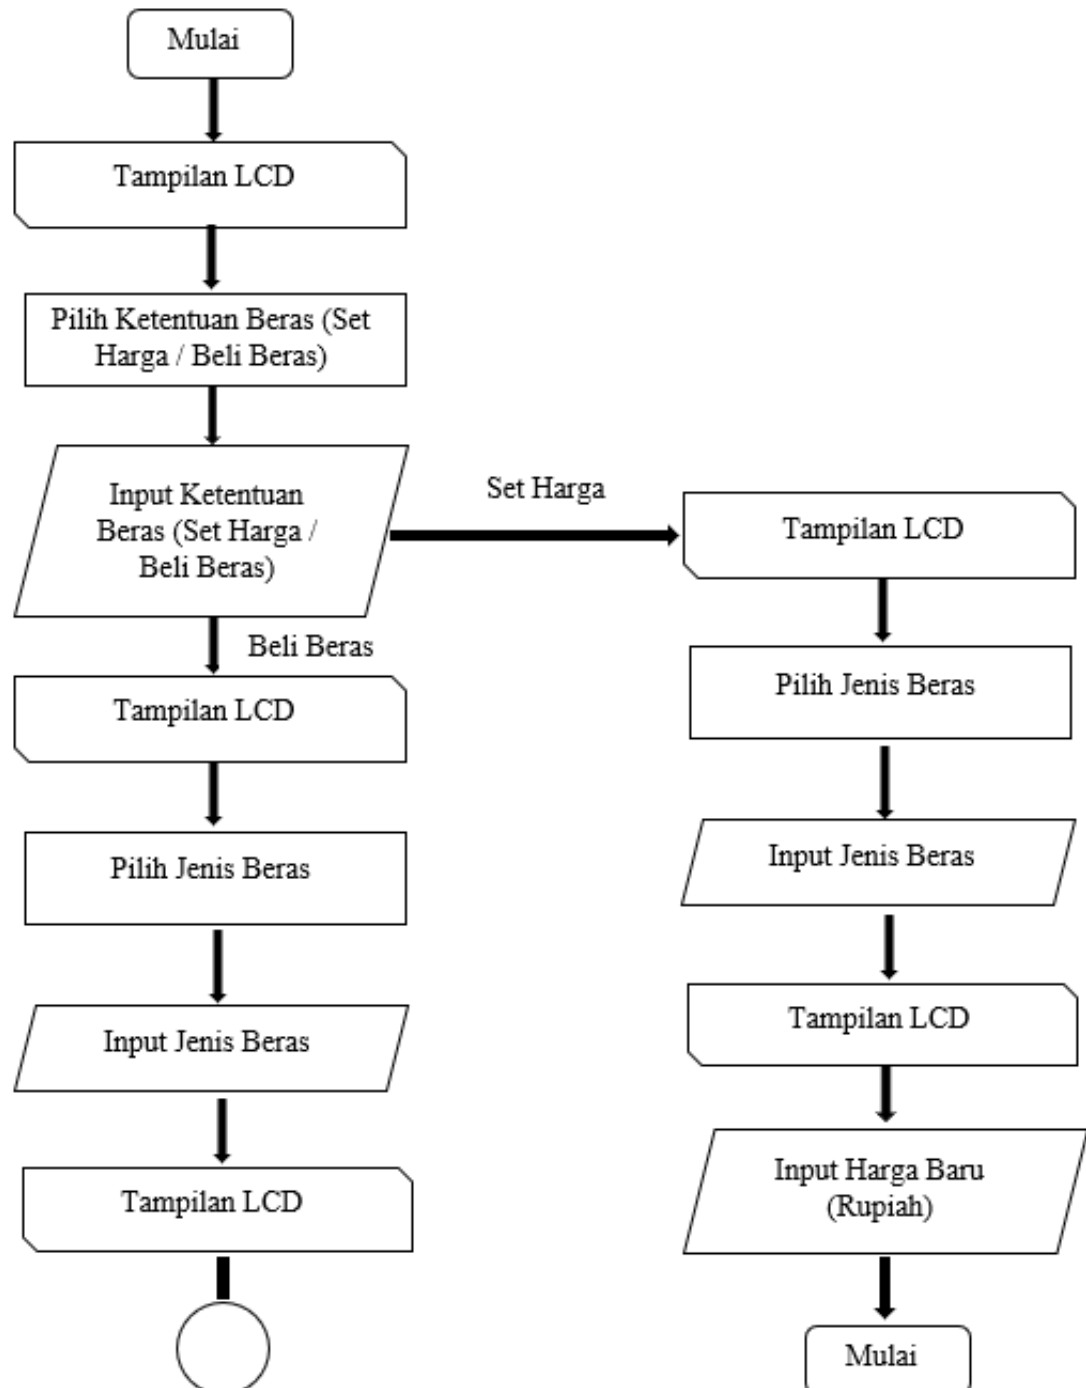 Mulai
Tampilan LCD
Pilih Ketentuan Beras (Set
Harga / Beli Beras)
Input Ketentuan
Beras (Set Harga /
Beli Beras)
Set Harga
Beli Beras
Tampilan LCD
Pilih Jenis Beras
Input Jenis Beras
Tampilan LCD
Tampilan LCD
Pilih Jenis Beras
Input Jenis Beras
Tampilan LCD
Input Harga Baru
(Rupiah)
Mulai